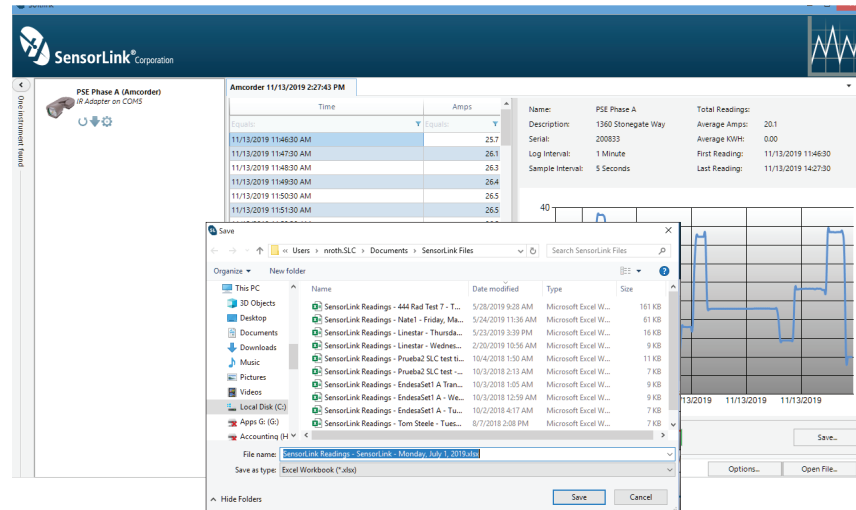 SensorLink® Corporation
One instrument found
PSE Phase A (Amcorder)
IR Adapter on COM5
Amcorder 11/13/2019 2:27:43 PM
Time Amps
Equals: Equals:
11/13/2019 11:46:30 AM 25.7
11/13/2019 11:47:30 AM 26.1
11/13/2019 11:48:30 AM 26.3
11/13/2019 11:49:30 AM 26.4
11/13/2019 11:50:30 AM 26.5
11/13/2019 11:51:30 AM 26.5
Name: PSE Phase A Total Readings:
Description: 1360 Stonegate Way Average Amps: 20.1
Serial: 200833 Average KWH: 0.00
Log Interval: 1 Minute First Reading: 11/13/2019 11:46:30
Sample Interval: 5 Seconds Last Reading: 11/13/2019 14:27:30
40
Save
« Users › nroth.SLC › Documents › SensorLink Files
Search SensorLink Files
Organize New folder
This PC
3D Objects
Desktop
Documents
Downloads
Music
Pictures
Videos
Local Disk (C:)
Apps G: (G:)
Accounting (H
Name Date modified Type Size
SensorLink Readings - 444 Rad Test 7 - T... 5/28/2019 9:28 AM Microsoft Excel W... 161 KB
SensorLink Readings - Nate1 - Friday, Ma... 5/24/2019 11:36 AM Microsoft Excel W... 61 KB
SensorLink Readings - Linestar - Thursda... 5/23/2019 3:39 PM Microsoft Excel W... 16 KB
SensorLink Readings - Linestar - Wednes... 2/20/2019 10:56 AM Microsoft Excel W... 9 KB
SensorLink Readings - Prueba2 SLC test ti... 10/4/2018 1:50 AM Microsoft Excel W... 11 KB
SensorLink Readings - Prueba2 SLC test -... 10/3/2018 2:13 AM Microsoft Excel W... 7 KB
SensorLink Readings - EndesaSet1 A Tran... 10/3/2018 1:05 AM Microsoft Excel W... 9 KB
SensorLink Readings - EndesaSet1 A - We... 10/3/2018 12:59 AM Microsoft Excel W... 9 KB
SensorLink Readings - EndesaSet1 A - Tu... 10/2/2018 4:17 AM Microsoft Excel W... 7 KB
SensorLink Readings - Tom Steele - Tues... 8/7/2018 2:08 PM Microsoft Excel W... 7 KB
File name: SensorLink Readings - SensorLink - Monday, July 1, 2019.xlsx
Save as type: Excel Workbook (*.xlsx)
Hide Folders Save Cancel
/13/2019 11/13/2019 11/13/2019
Save...
Options... Open File...